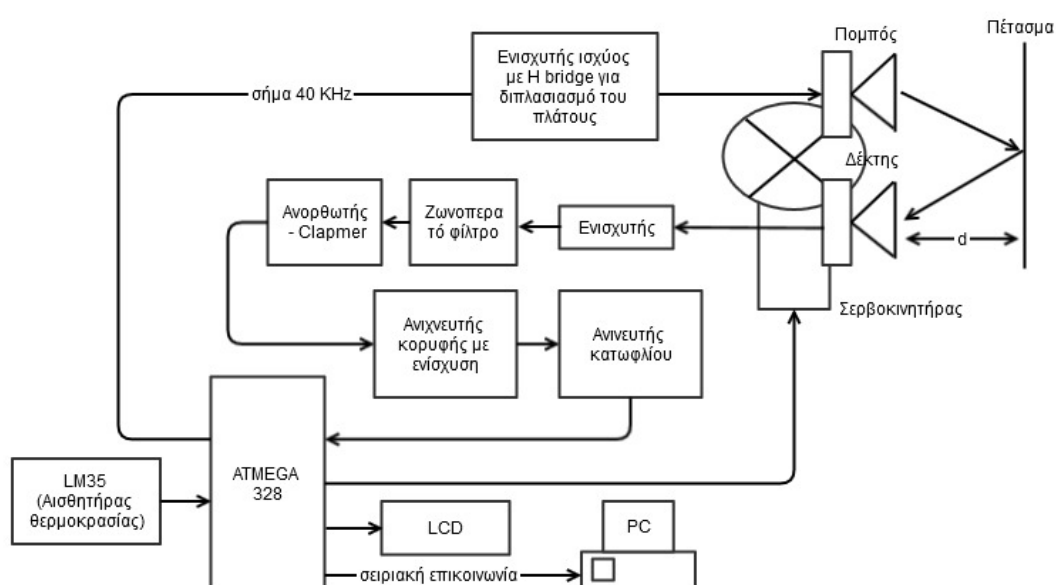 Ενισχυτής ισχύος
με H bridge για
διπλασιασμό του
πλάτους
Πομπός
Πέτασμα
σήμα 40 KHz
Δέκτης
Ανορθωτής
- Clapmer
Ζωνοπερα
τό φίλτρο
Ενισχυτής
d
Σερβοκινητήρας
Ανιχνευτής
κορυφής με
ενίσχυση
Ανινευτής
κατωφλίου
LM35
(Αισθητήρας
θερμοκρασίας)
ATMEGA
328
LCD
PC
σειριακή επικοινωνία